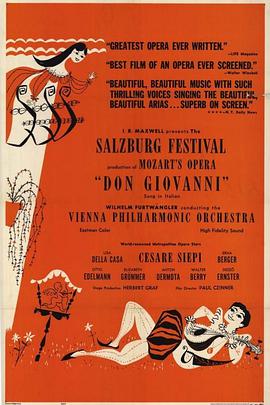 "GREATEST OPERA EVER WRITTEN."
—LIFE Magazine
"BEST FILM OF AN OPERA EVER SCREENED."
—Walter Winchell
"BEAUTIFUL, BEAUTIFUL MUSIC WITH SUCH
THRILLING VOICES SINGING THE BEAUTIFUL,
BEAUTIFUL ARIAS...SUPERB ON SCREEN."
★★★★—N.Y. Daily News
MAXWELL presents The
SALZBURG FESTIVAL
production of MOZART'S OPERA
"DON GIOVANNI"
Sung in Italian
WILHELM FURTWÄNGLER conducting the
VIENNA PHILHARMONIC ORCHESTRA
Eastman Color High Fidelity Sound
World-renowned Metropolitan Opera Stars
LISA DELLA CASA CESARE SIEPI ERNA BERGER
OTTO EDELMANN ELIZABETH GRÜMMER ANTON DERMOTA WALTER BERRY DEZSÖ ERNSTER
Stage Production HERBERT GRAF Film Director PAUL CZINNER